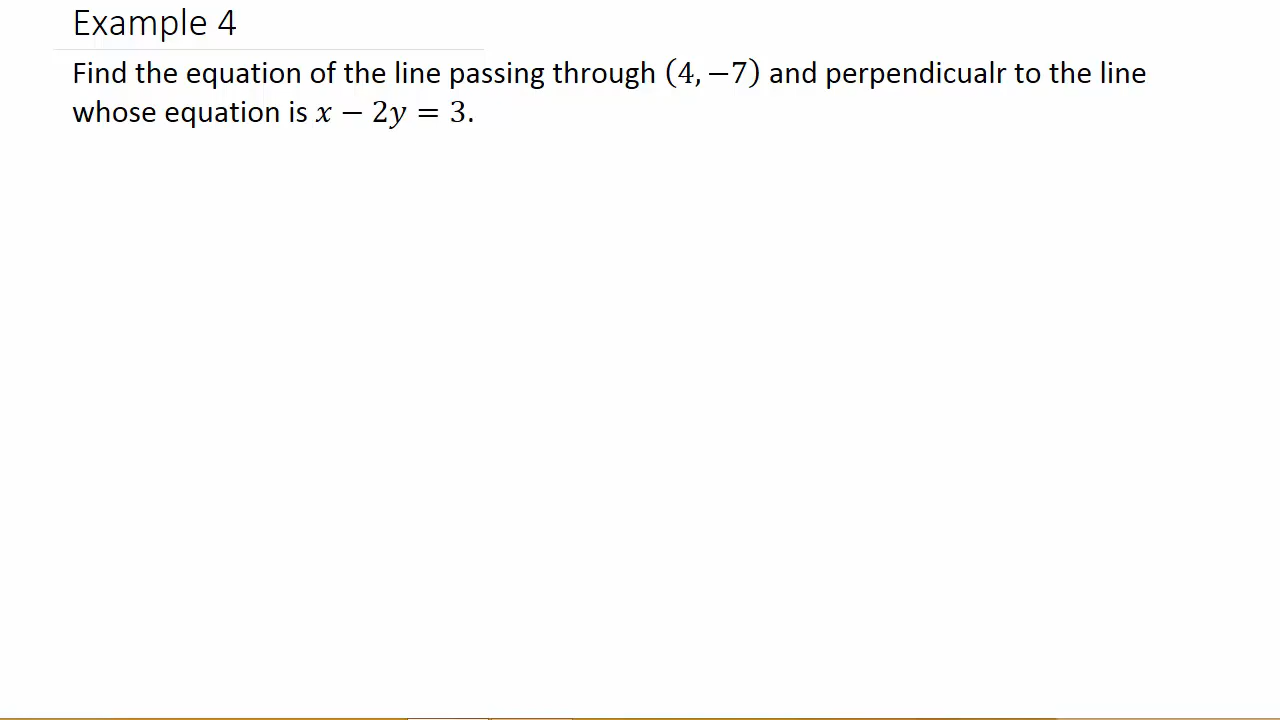 Example 4
Find the equation of the line passing through (4, −7) and perpendicualr to the line
whose equation is x − 2y = 3.